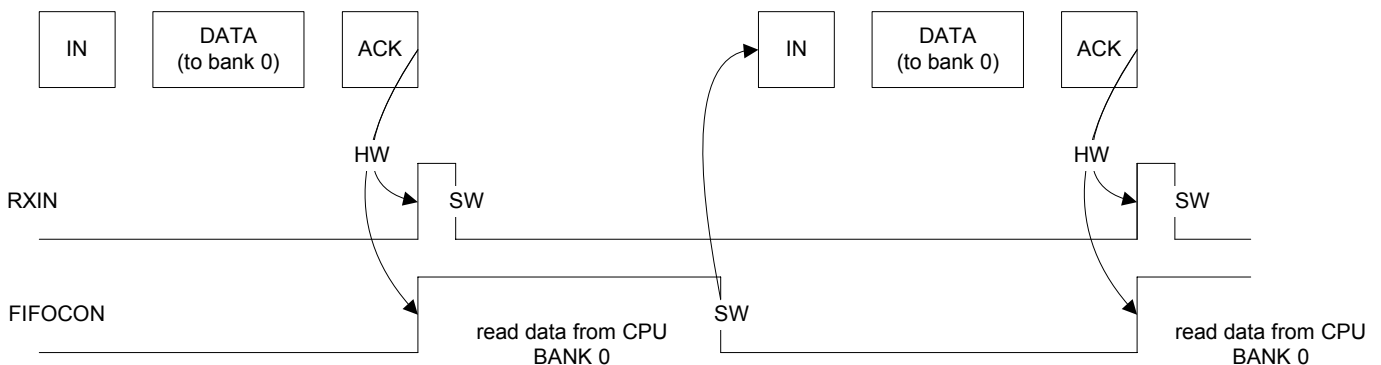 IN
DATA
(to bank 0)
ACK
IN
DATA
(to bank 0)
ACK
HW
HW
RXIN
SW
SW
FIFOCON
SW
read data from CPU
BANK 0
read data from CPU
BANK 0